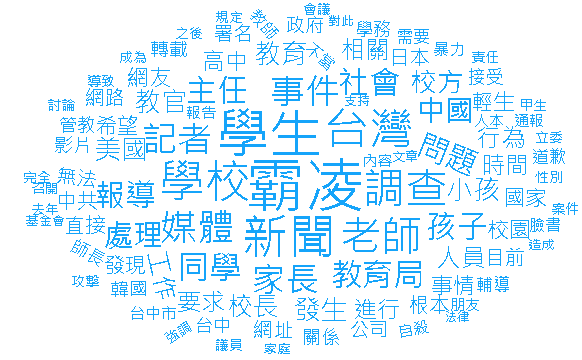 會議
規定 政府 對此
之後 署名 教師 學務 需要
成為 轉載 高中 教育 不當 相關 日本 暴力 責任
導致 網友 主任 事件 社會 校方 接受
討論 網路 教官 報告 支持 中國 輕生 甲生
管教 希望 記者 學生 台灣 人本 通報
影片 美國 問題 行為 立委
完全 無法 學校 霸凌 內容 文章 時間 道歉
召開 中共 報導 調查 小孩 國家 性別
去年 案件
基金會 直接 處理 媒體 新聞 老師 孩子 校園 臉書
師長 發現 工作 同學 家長 教育局 人員 目前 造成
攻擊 韓國 要求 校長 發生 進行 事情 輔導
台中市 根本 朋友
強調 台中 網址 關係 公司 自殺 法律
議員 家庭